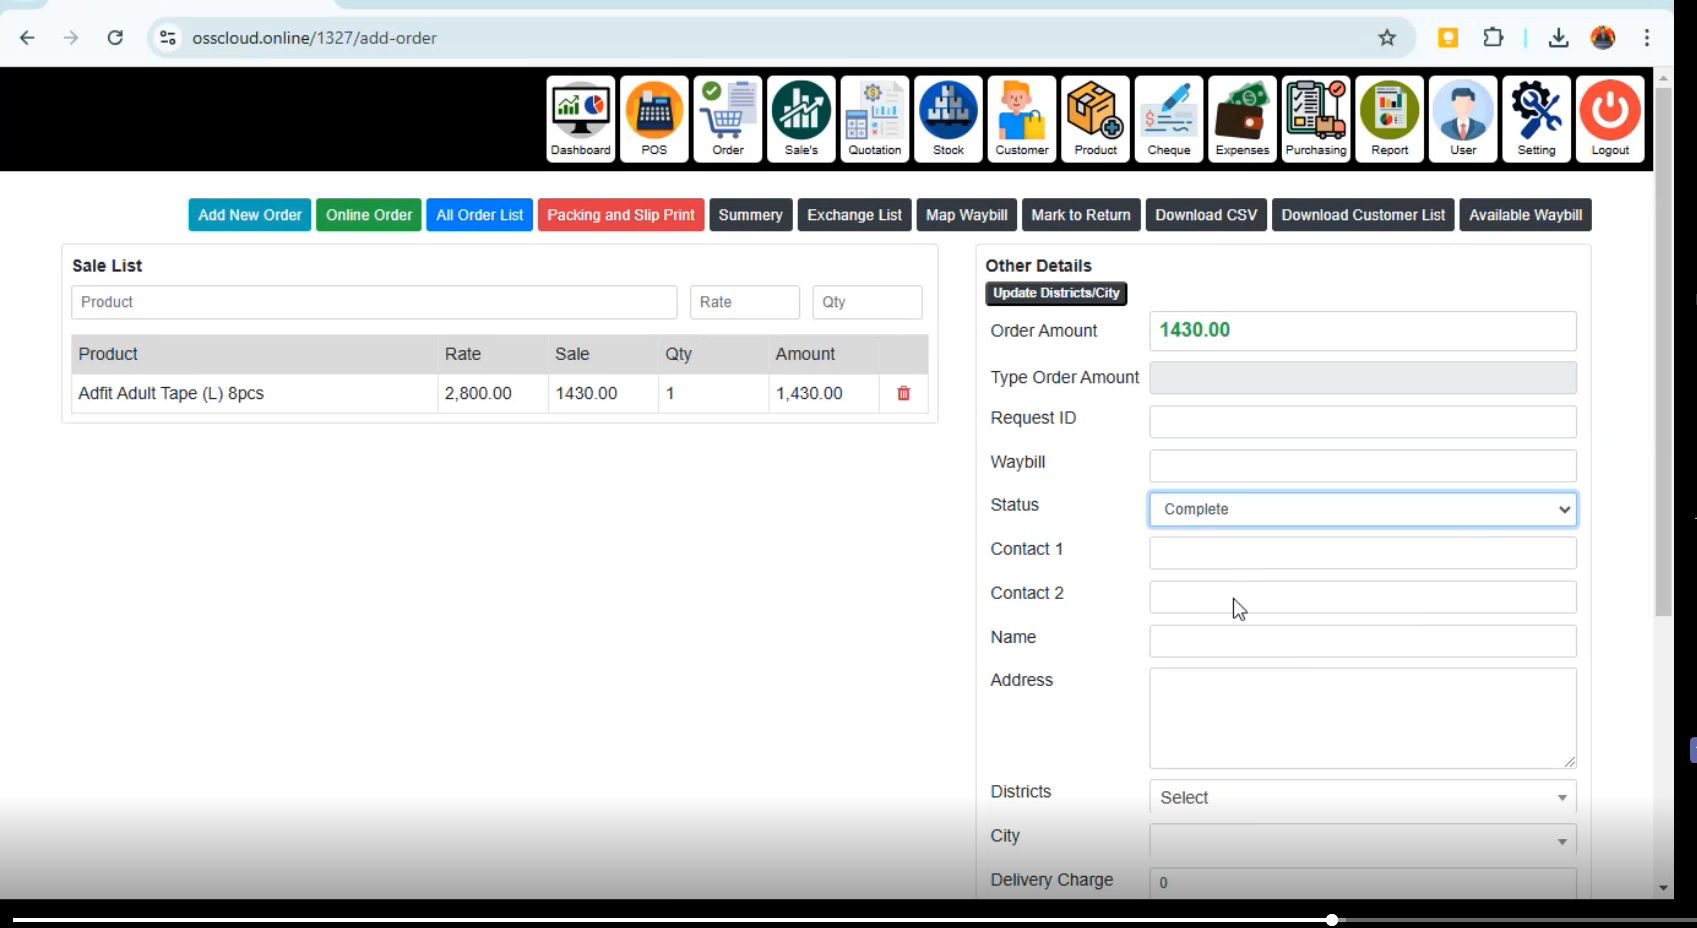 osscloud.online/1327/add-order
Dashboard POS Order Sale's Quotation Stock Customer Product Cheque Expenses Purchasing Report User Setting Logout
Add New Order Online Order All Order List Packing and Slip Print Summery Exchange List Map Waybill Mark to Return Download CSV Download Customer List Available Waybill
Sale List
Product Rate Qty
Product Rate Sale Qty Amount
Adfit Adult Tape (L) 8pcs 2,800.00 1430.00 1 1,430.00
Other Details
Update Districts/City
Order Amount 1430.00
Type Order Amount
Request ID
Waybill
Status Complete
Contact 1
Contact 2
Name
Address
Districts Select
City
Delivery Charge 0